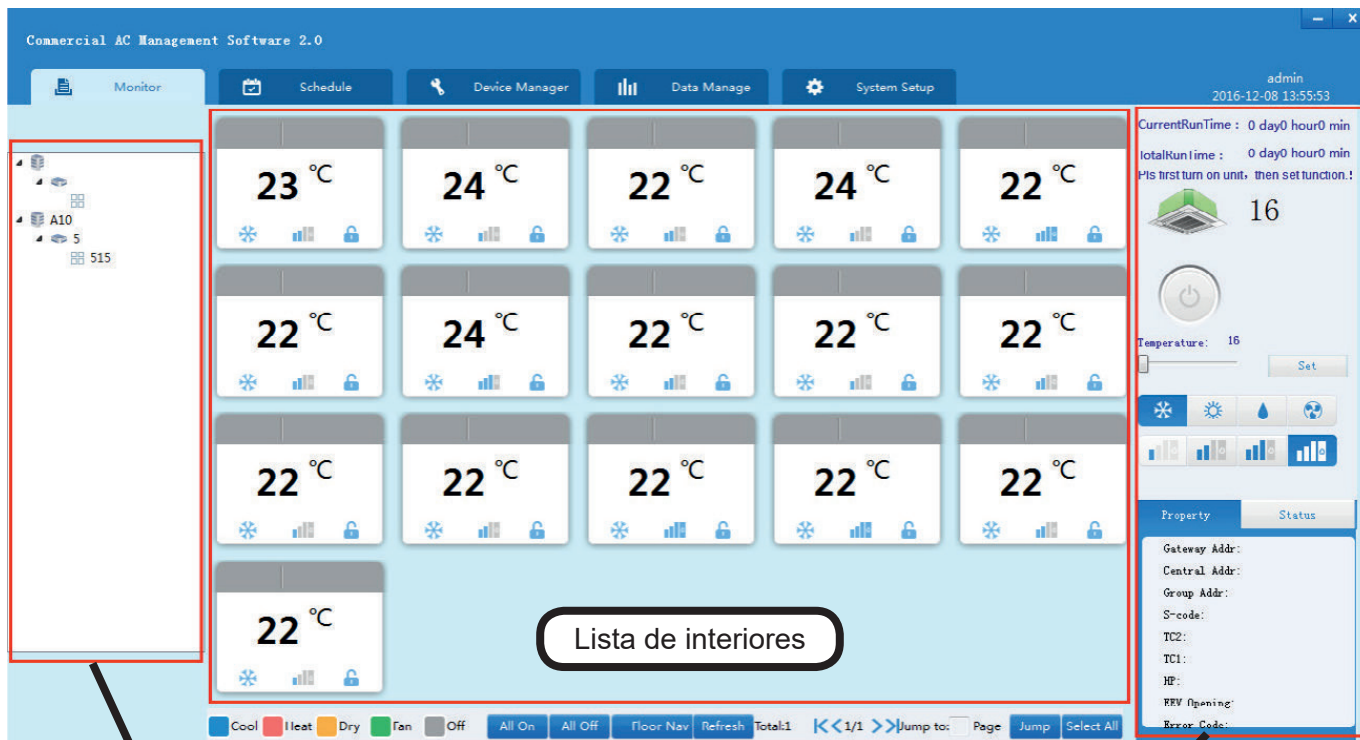 Commercial AC Management Software 2.0
Monitor Schedule Device Manager Data Manage System Setup
admin
2016-12-08 13:55:53
CurrentRunTime : 0 day0 hour0 min
TotalRunTime : 0 day0 hour0 min
Pls first turn on unit, then set function.!
16
A10
5
515
23 °C 24 °C 22 °C 24 °C 22 °C
22 °C 24 °C 22 °C 22 °C 22 °C
22 °C 22 °C 22 °C 22 °C 22 °C
22 °C
Lista de interiores
Temperature: 16
Set
Property Status
Gateway Addr:
Central Addr:
Group Addr:
S-code:
TC2:
TC1:
HP:
EEV Opening:
Error Code:
Cool Heat Dry Fan Off All On All Off Floor Nav Refresh Total:1 1/1 Jump to: Page Jump Select All